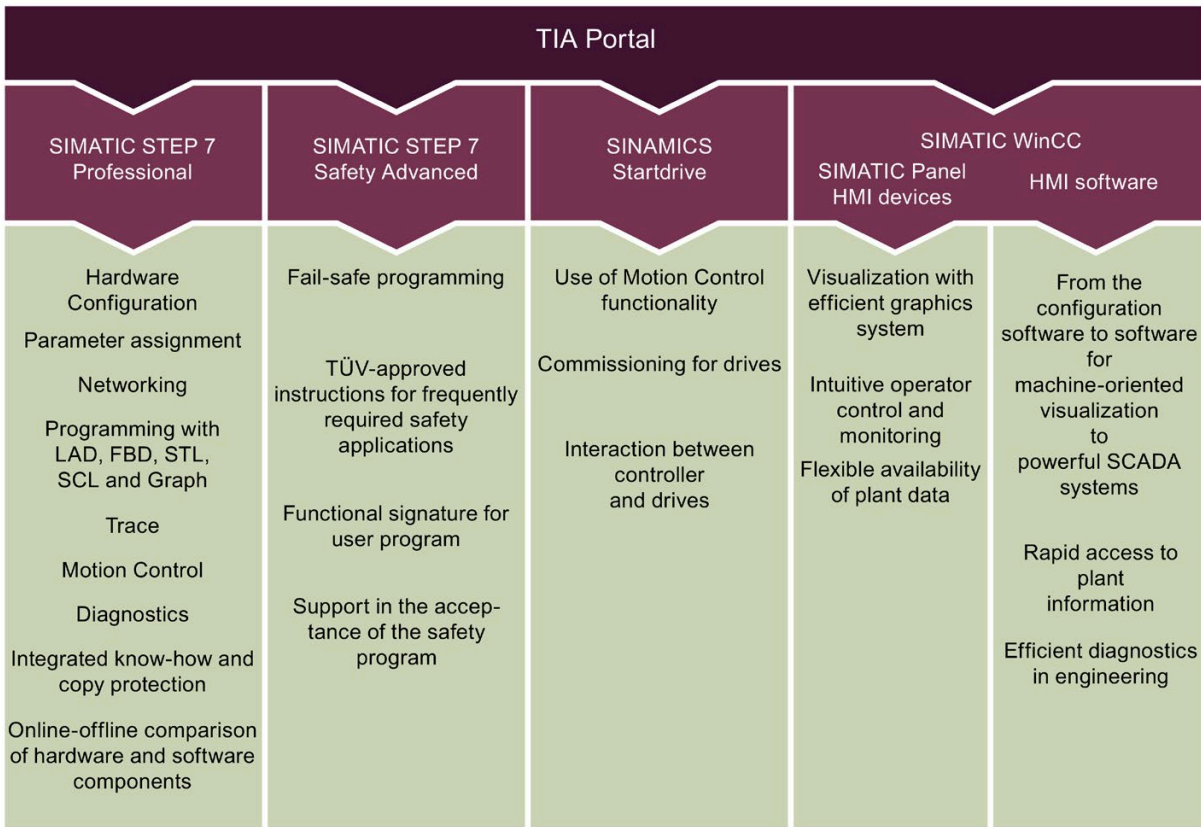 TIA Portal
SIMATIC STEP 7
Professional
SIMATIC STEP 7
Safety Advanced
SINAMICS
Startdrive
SIMATIC WinCC
SIMATIC Panel
HMI devices
HMI software
Hardware
Configuration
Parameter assignment
Networking
Programming with
LAD, FBD, STL,
SCL and Graph
Trace
Motion Control
Diagnostics
Integrated know-how and
copy protection
Online-offline comparison
of hardware and software
components
Fail-safe programming
TÜV-approved
instructions for frequently
required safety
applications
Functional signature for
user program
Support in the accep-
tance of the safety
program
Use of Motion Control
functionality
Commissioning for drives
Interaction between
controller
and drives
Visualization with
efficient graphics
system
Intuitive operator
control and
monitoring
Flexible availability
of plant data
From the
configuration
software to software
for
machine-oriented
visualization
to
powerful SCADA
systems
Rapid access to
plant
information
Efficient diagnostics
in engineering